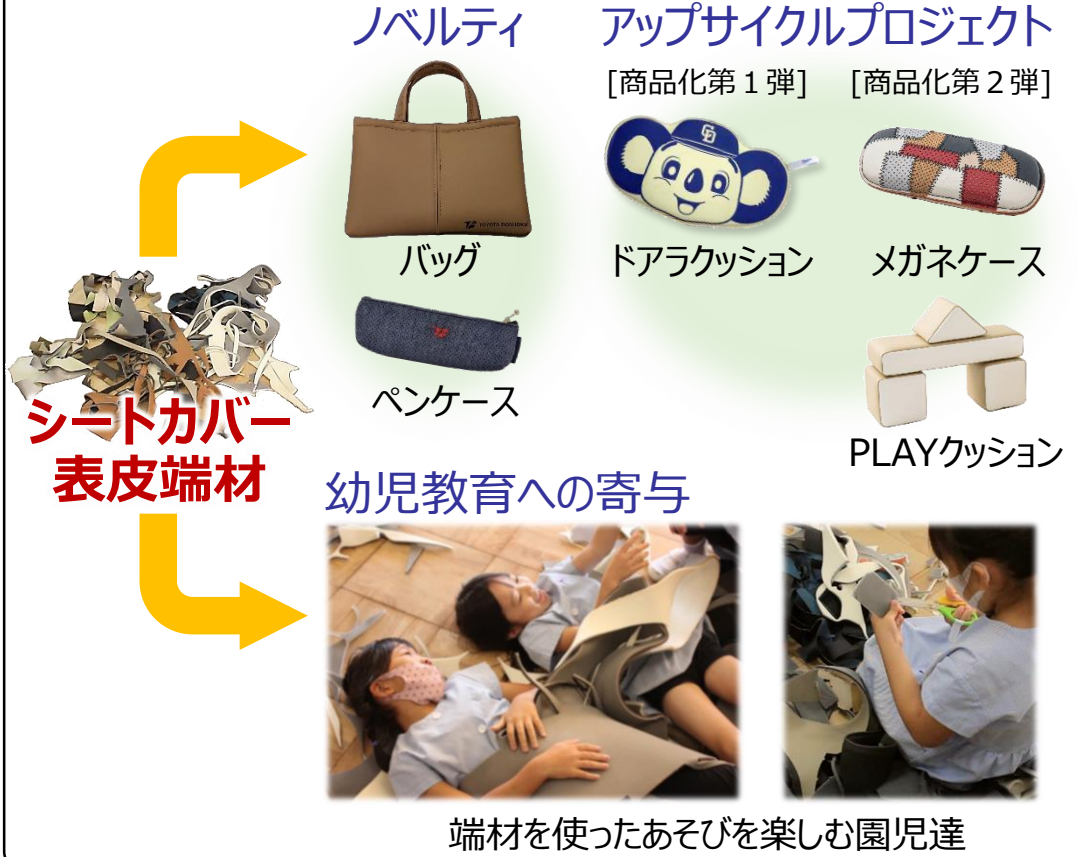 ノベルティ
アップサイクルプロジェクト
[商品化第1弾]
[商品化第2弾]
バッグ
ドアラクッション
メガネケース
ペンケース
PLAYクッション
シートカバー
表皮端材
幼児教育への寄与
端材を使ったあそびを楽しむ園児達